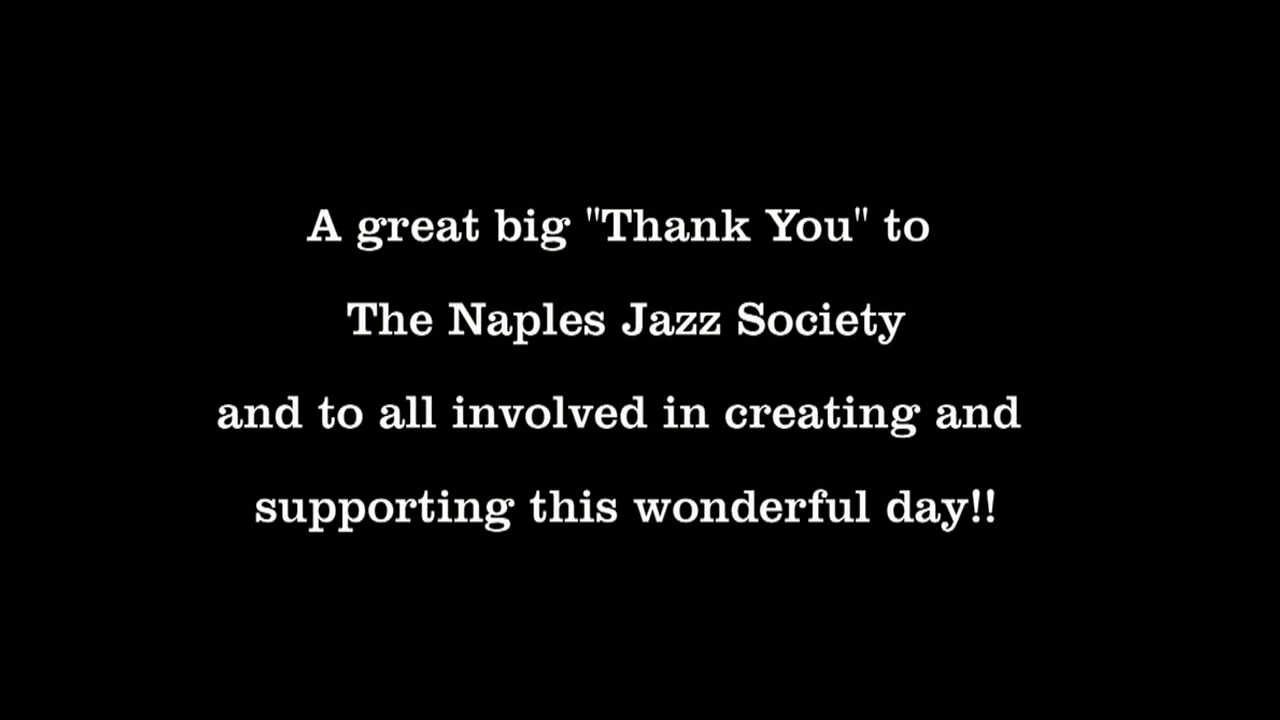 A great big "Thank You" to
The Naples Jazz Society
and to all involved in creating and
supporting this wonderful day!!